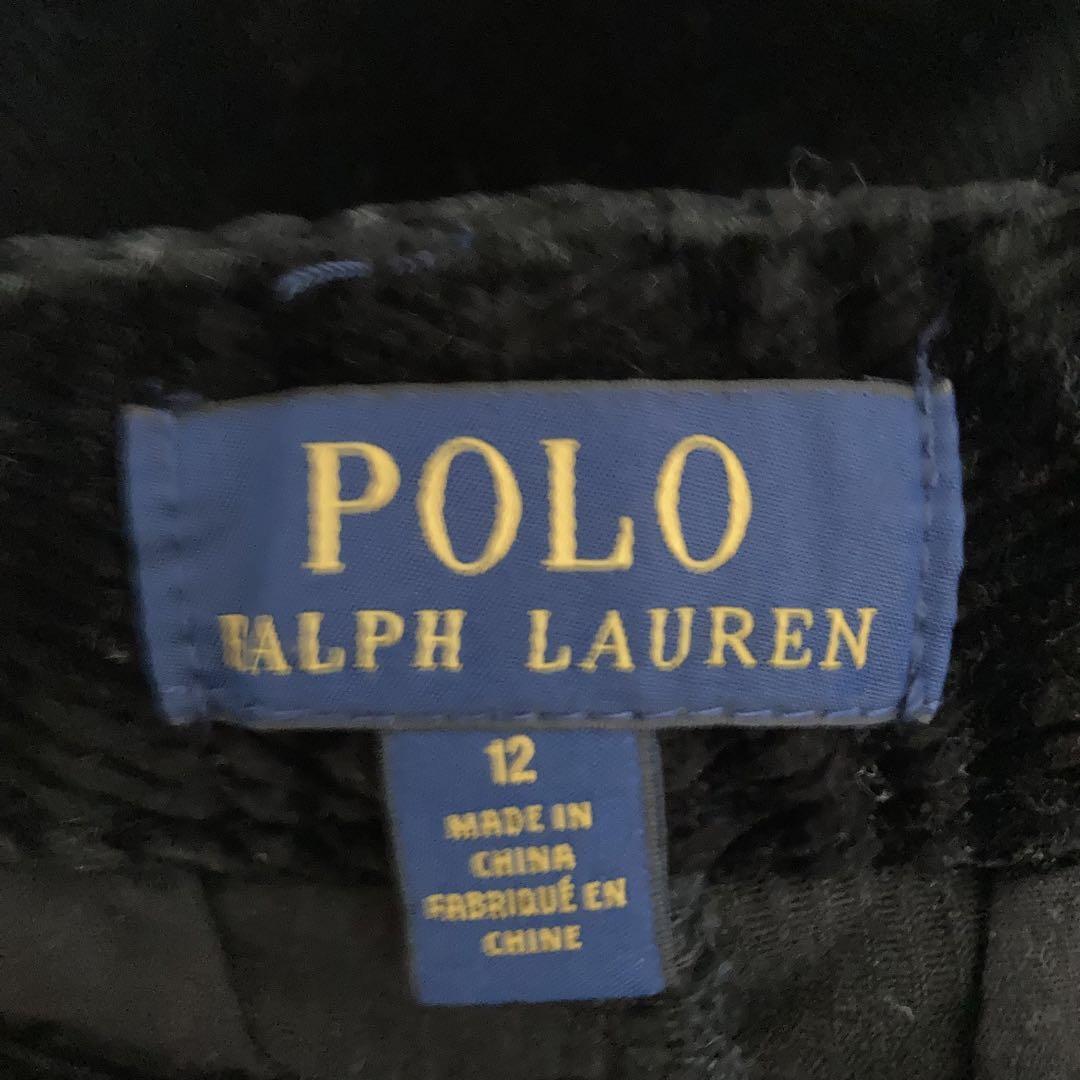 POLO
RALPH LAUREN
12
MADE IN
CHINA
FABRIQUÉ EN
CHINE